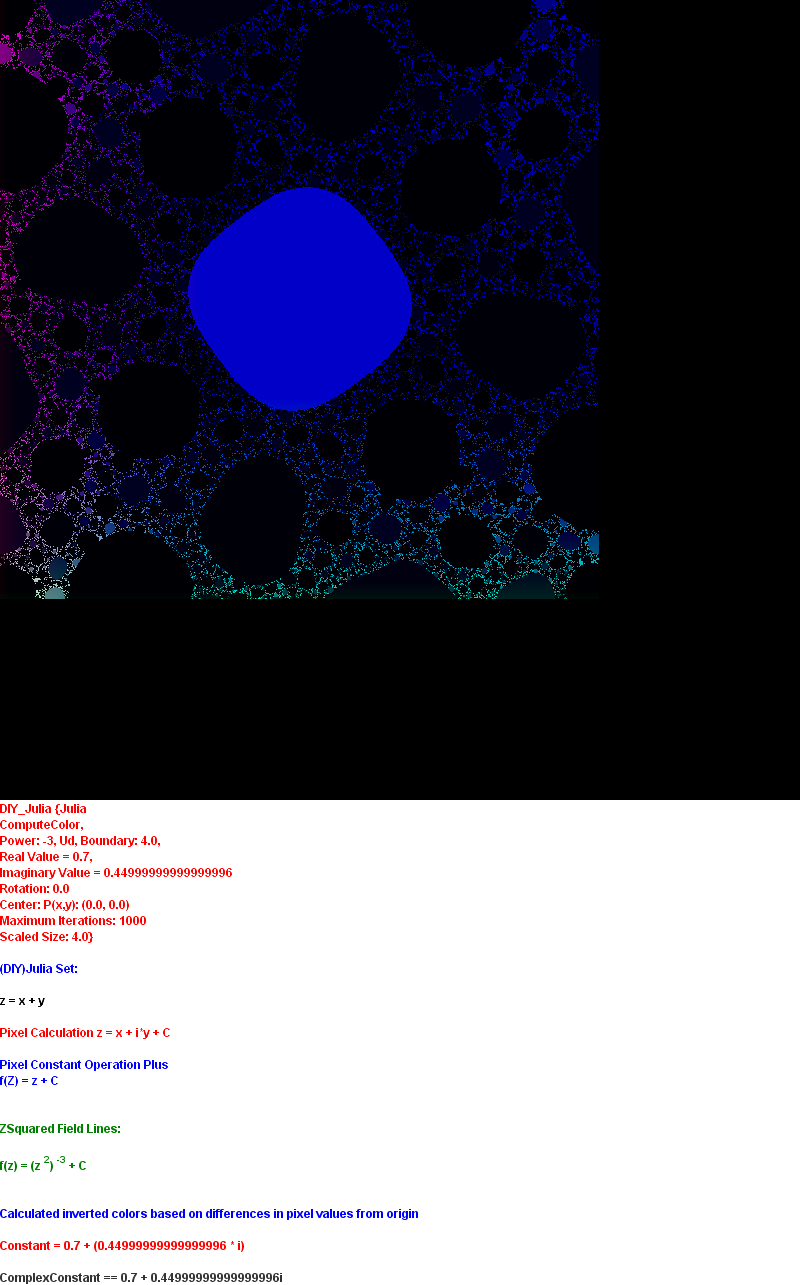 DIY_Julia {Julia
ComputeColor,
Power: -3, Ud, Boundary: 4.0,
Real Value = 0.7,
Imaginary Value = 0.44999999999999996
Rotation: 0.0
Center: P(x,y): (0.0, 0.0)
Maximum Iterations: 1000
Scaled Size: 4.0}
(DIY)Julia Set:
z = x + y
Pixel Calculation z = x + i*y + C
Pixel Constant Operation Plus
f(Z) = z + C
ZSquared Field Lines:
f(z) = (z ²) ⁻³ + C
Calculated inverted colors based on differences in pixel values from origin
Constant = 0.7 + (0.44999999999999996 * i)
ComplexConstant == 0.7 + 0.44999999999999996i